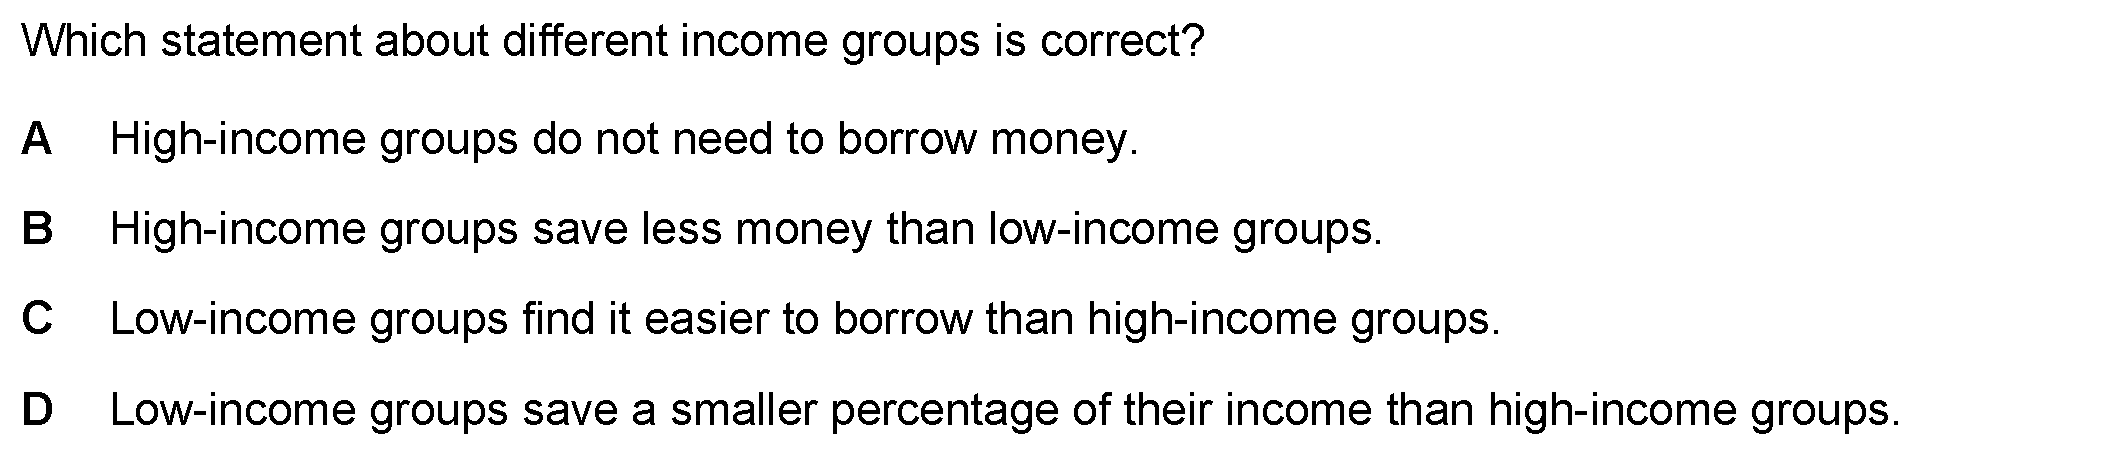 Which statement about different income groups is correct?
A High-income groups do not need to borrow money.
B High-income groups save less money than low-income groups.
C Low-income groups find it easier to borrow than high-income groups.
D Low-income groups save a smaller percentage of their income than high-income groups.